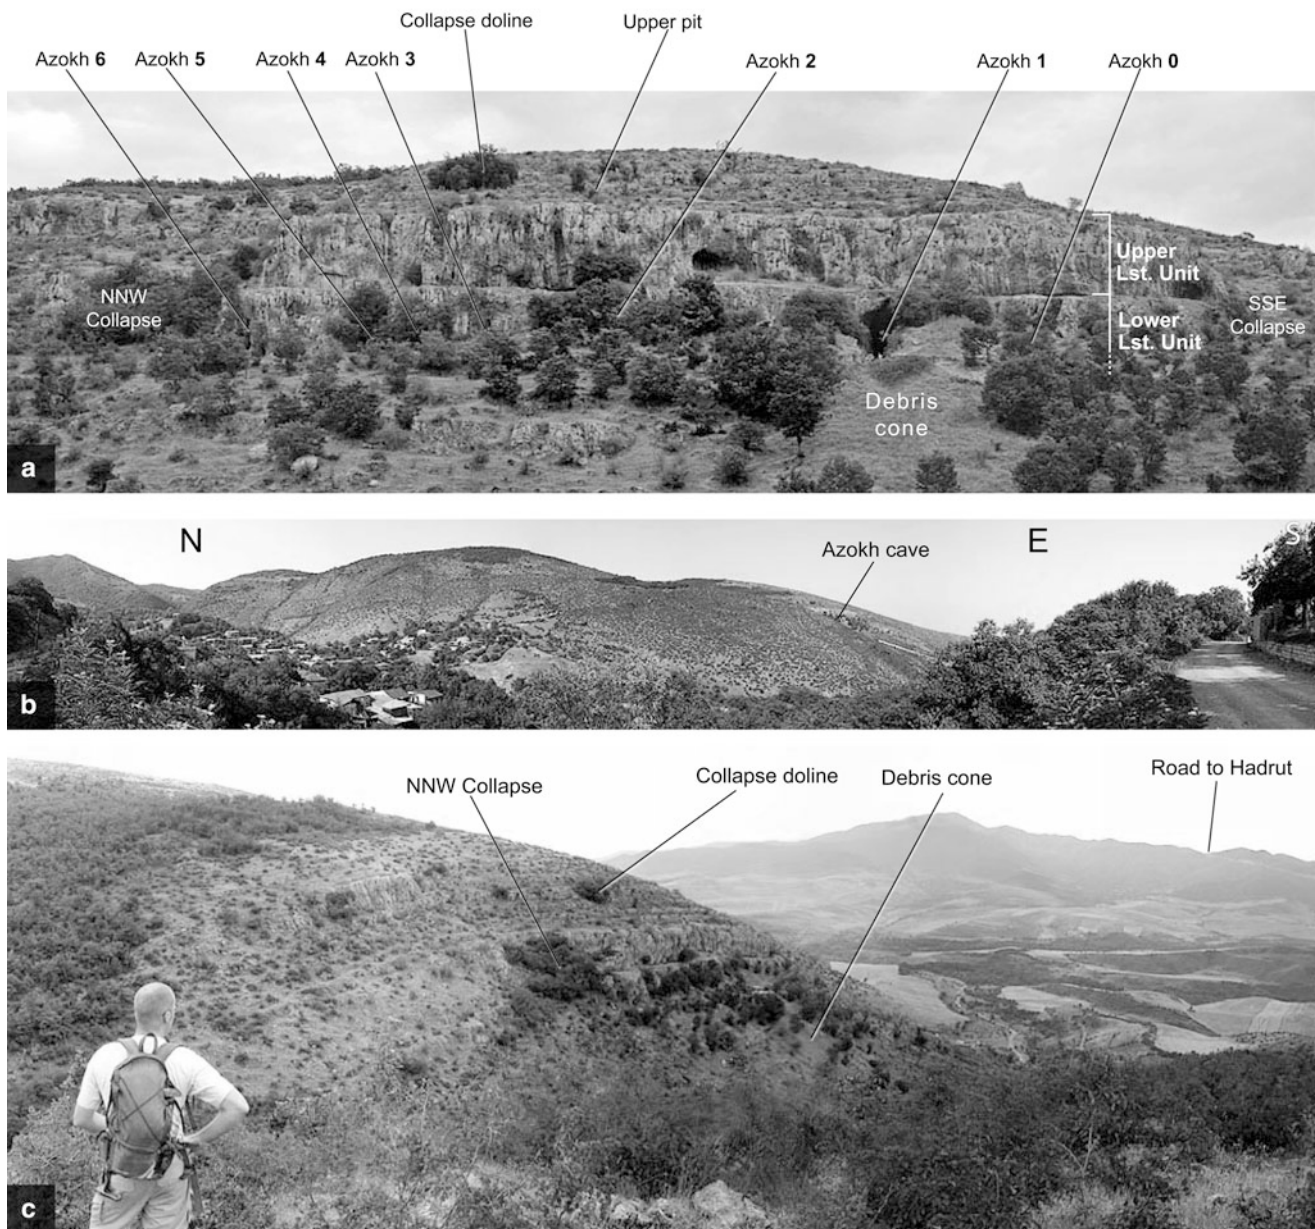 Collapse doline
Upper pit
Azokh 6
Azokh 5
Azokh 4
Azokh 3
Azokh 2
Azokh 1
Azokh 0
NNW
Collapse
Upper
Lst. Unit
Lower
Lst. Unit
SSE
Collapse
Debris
cone
a
N
E
S
Azokh cave
b
NNW Collapse
Collapse doline
Debris cone
Road to Hadrut
c